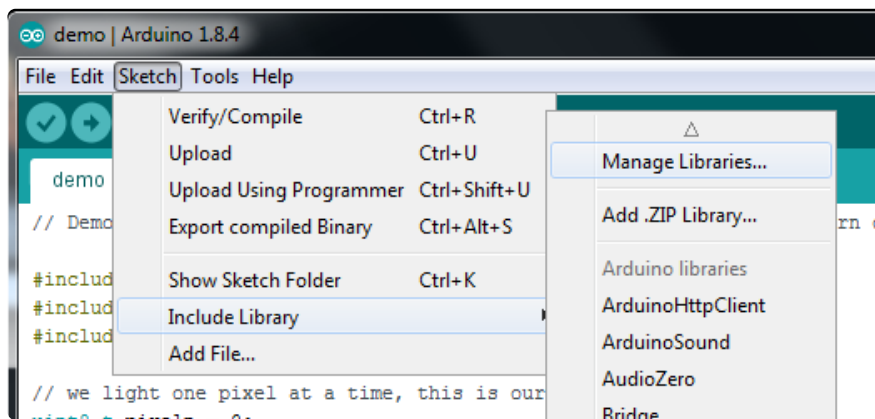 demo | Arduino 1.8.4
File Edit Sketch Tools Help
Verify/Compile Ctrl+R
Upload Ctrl+U
Upload Using Programmer Ctrl+Shift+U
Export compiled Binary Ctrl+Alt+S
Show Sketch Folder Ctrl+K
Include Library
Add File...
Manage Libraries...
Add .ZIP Library...
Arduino libraries
ArduinoHttpClient
ArduinoSound
AudioZero
Bridge
demo
// Demo
rn
#includ
#includ
#includ
// we light one pixel at a time, this is our